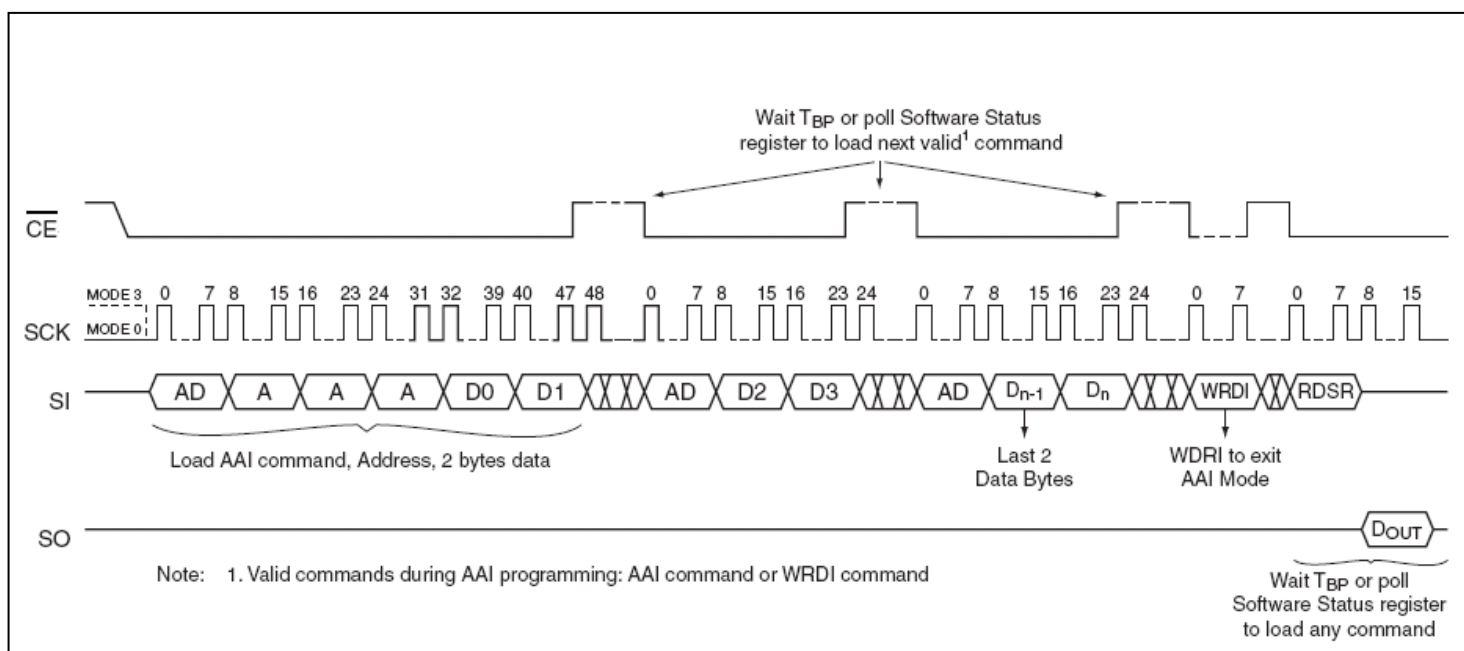 Wait TBP or poll Software Status
register to load next valid1 command
CE
MODE 3 0 7 8 15 16 23 24 31 32 39 40 47 48 0 7 8 15 16 23 24 0 7 8 15 16 23 24 0 7 0 7 8 15
SCK MODE 0
SI AD A A A D0 D1 AD D2 D3 AD Dn-1 Dn WRDI RDSR
Load AAI command, Address, 2 bytes data
Last 2
Data Bytes
WDRI to exit
AAI Mode
SO DOUT
Note: 1. Valid commands during AAI programming: AAI command or WRDI command
Wait TBP or poll
Software Status register
to load any command